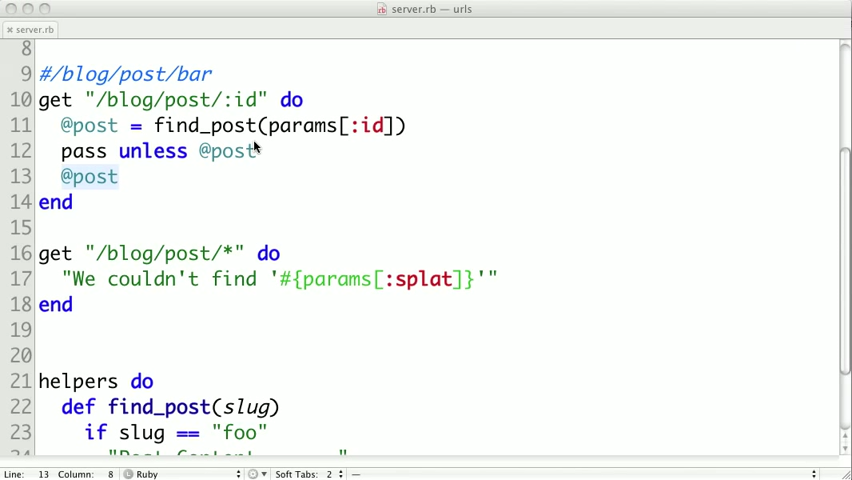 server.rb — urls
server.rb
8
9 #/blog/post/bar
10 get "/blog/post/:id" do
11 @post = find_post(params[:id])
12 pass unless @post
13 @post
14 end
15
16 get "/blog/post/*" do
17 "We couldn't find '#{params[:splat]}'"
18 end
19
20
21 helpers do
22 def find_post(slug)
23 if slug == "foo"
Line: 13 Column: 8 Ruby Soft Tabs: 2 —